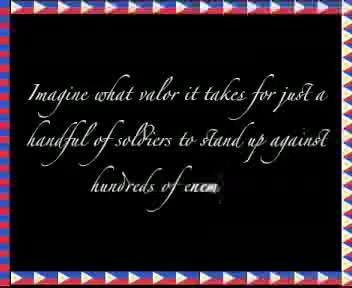 Imagine what valor it takes for just a
handful of soldiers to stand up against
hundreds of enem